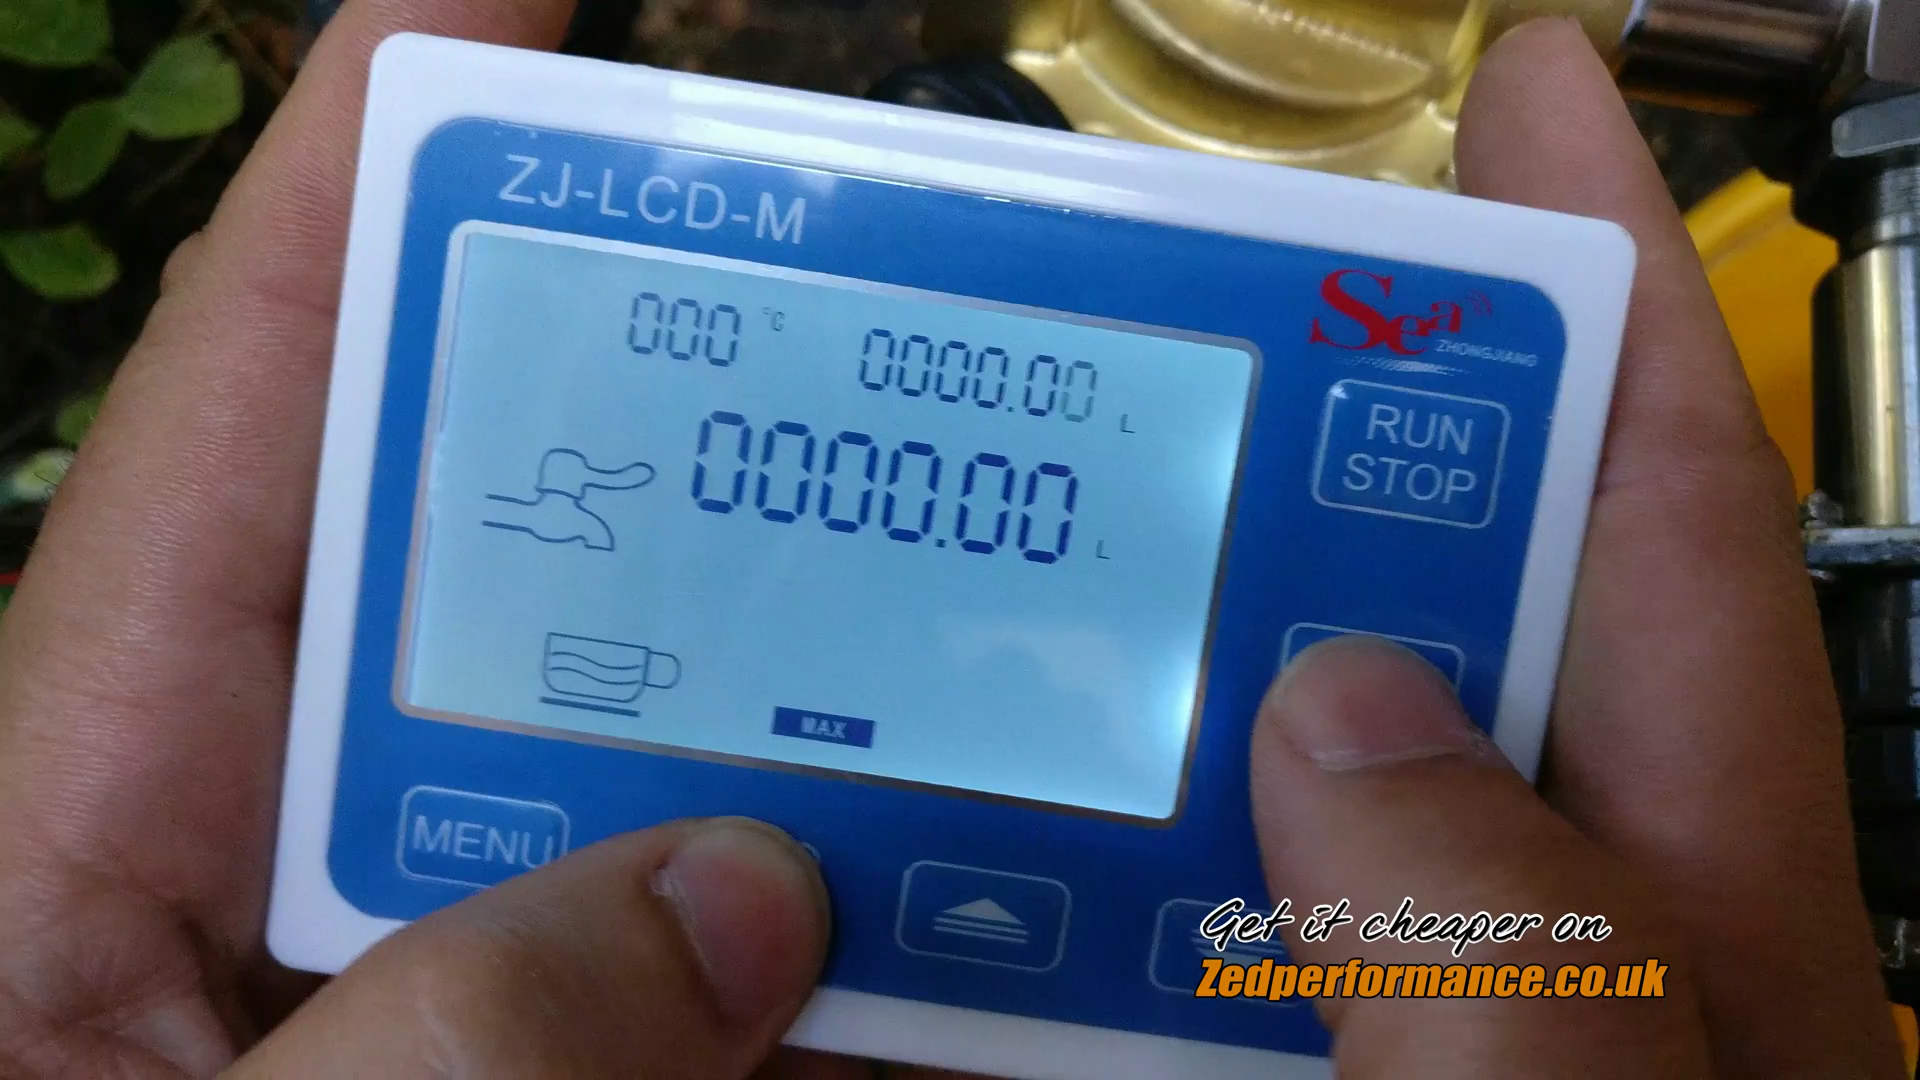 ZJ-LCD-M
Sea
ZHONGJIANG
000 °C
0000.00 L
0000.00 L
MAX
RUN
STOP
MENU
Get it cheaper on
Zedperformance.co.uk